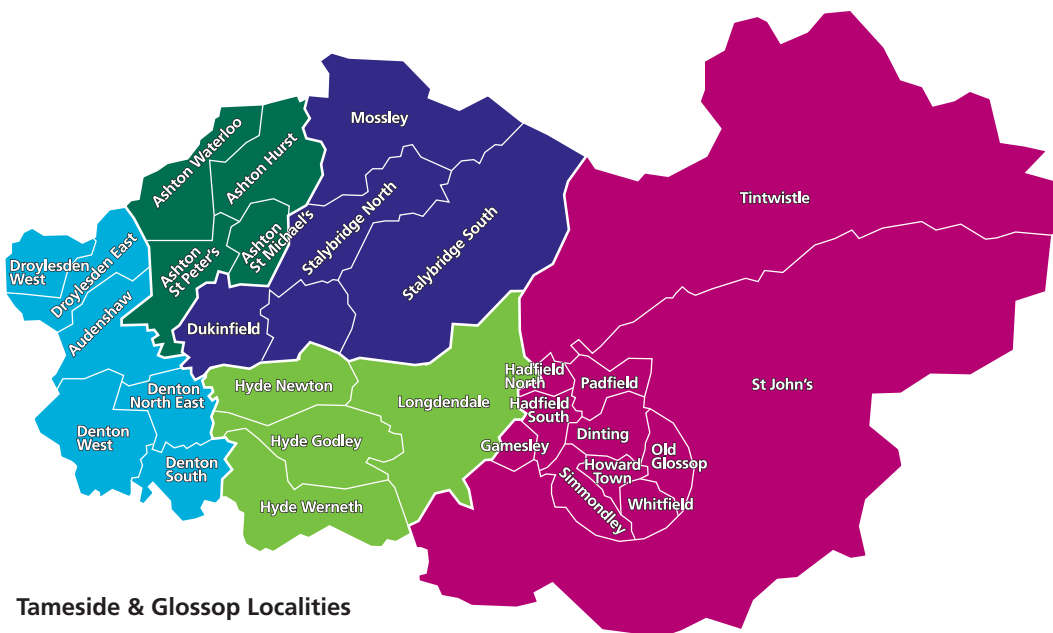 Mossley
Ashton Waterloo
Ashton Hurst
Tintwistle
Stalybridge North
Stalybridge South
Ashton
St Michael's
Ashton
St Peter's
Droylesden
West
Droylesden East
Audenshaw
Dukinfield
Hadfield
North
Padfield
St John's
Hyde Newton
Denton
North East
Longdendale
Hadfield
South
Denton
West
Hyde Godley
Gamesley
Dinting
Old
Glossop
Denton
South
Howard
Town
Simmondley
Whitfield
Hyde Werneth
Tameside & Glossop Localities